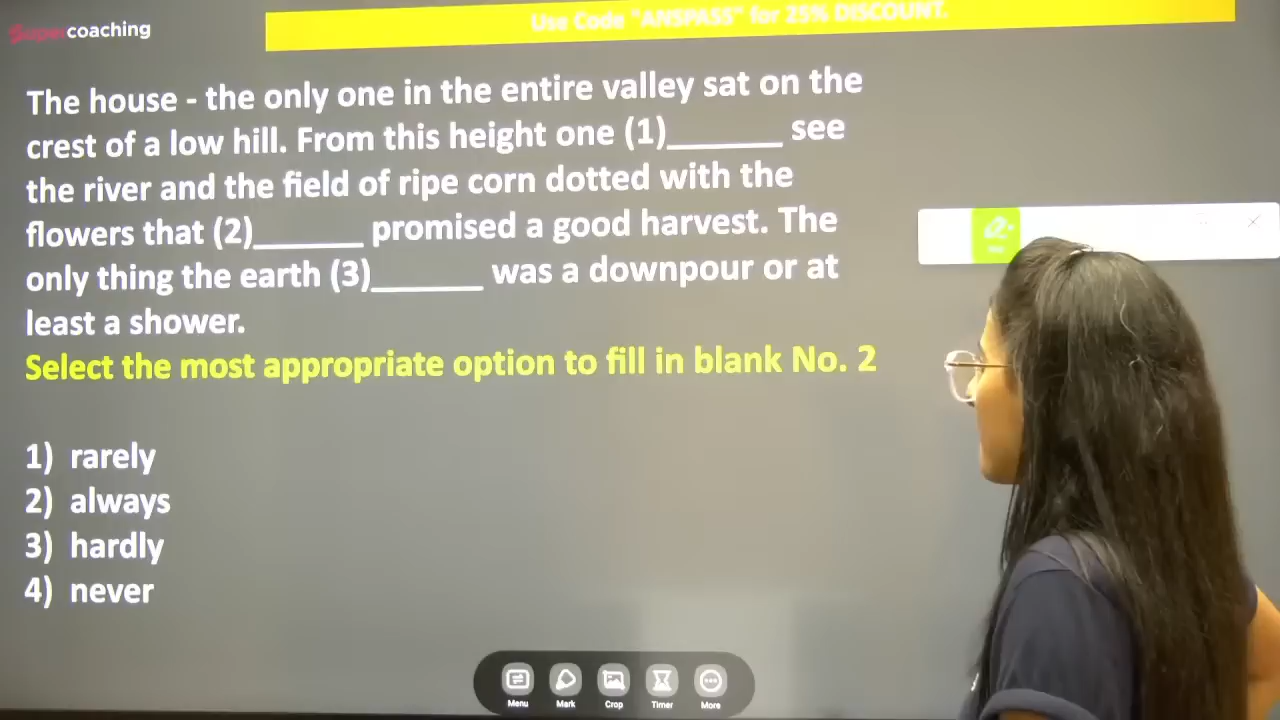 Supercoaching
Use Code "ANSPASS" for 25% DISCOUNT.
The house - the only one in the entire valley sat on the
crest of a low hill. From this height one (1)_______ see
the river and the field of ripe corn dotted with the
flowers that (2)_______ promised a good harvest. The
only thing the earth (3)_______ was a downpour or at
least a shower.
Select the most appropriate option to fill in blank No. 2
1) rarely
2) always
3) hardly
4) never
Menu Mark Crop Timer More